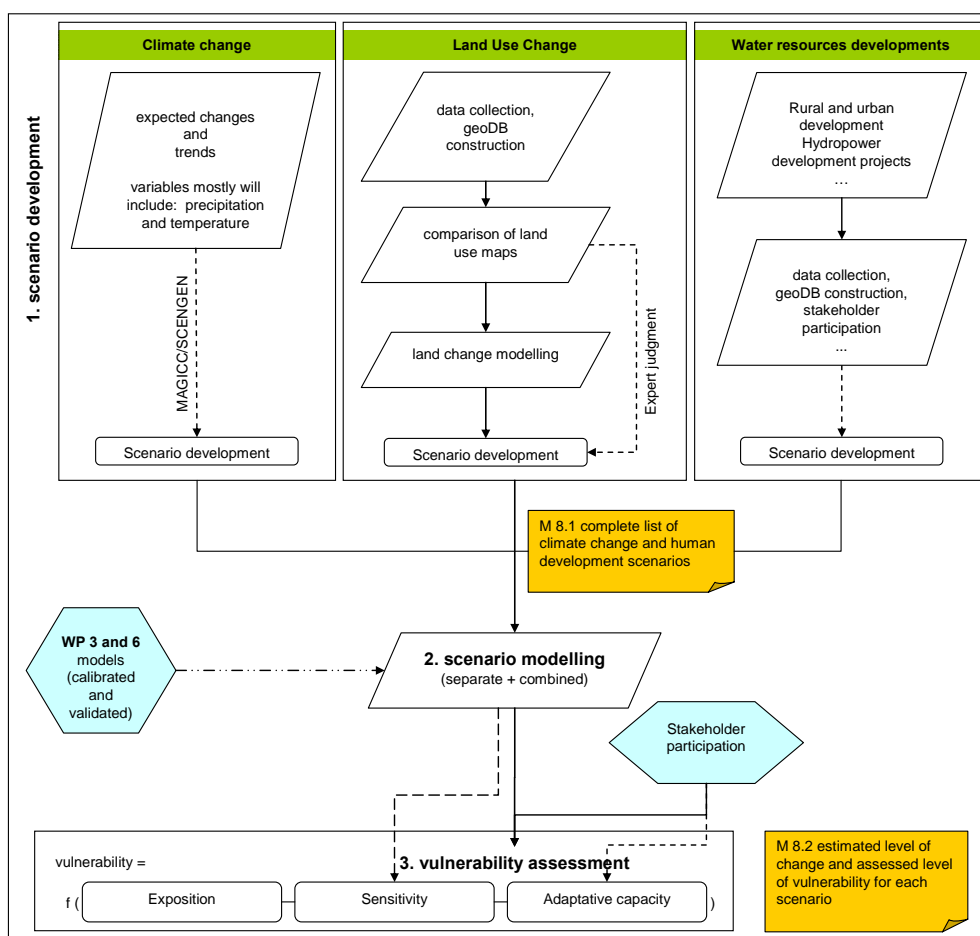 1. scenario development
Climate change
expected changes
and
trends
variables mostly will
include: precipitation
and temperature
MAGICC/SCENGEN
Scenario development
Land Use Change
data collection,
geoDB
construction
comparison of land
use maps
land change modelling
Expert judgment
Scenario development
Water resources developments
Rural and urban
development
Hydropower
development projects
…
data collection,
geoDB construction,
stakeholder
participation
...
Scenario development
M 8.1 complete list of
climate change and human
development scenarios
WP 3 and 6
models
(calibrated
and
validated)
2. scenario modelling
(separate + combined)
Stakeholder
participation
3. vulnerability assessment
vulnerability =
f ( Exposition Sensitivity Adaptative capacity )
M 8.2 estimated level of
change and assessed level
of vulnerability for each
scenario